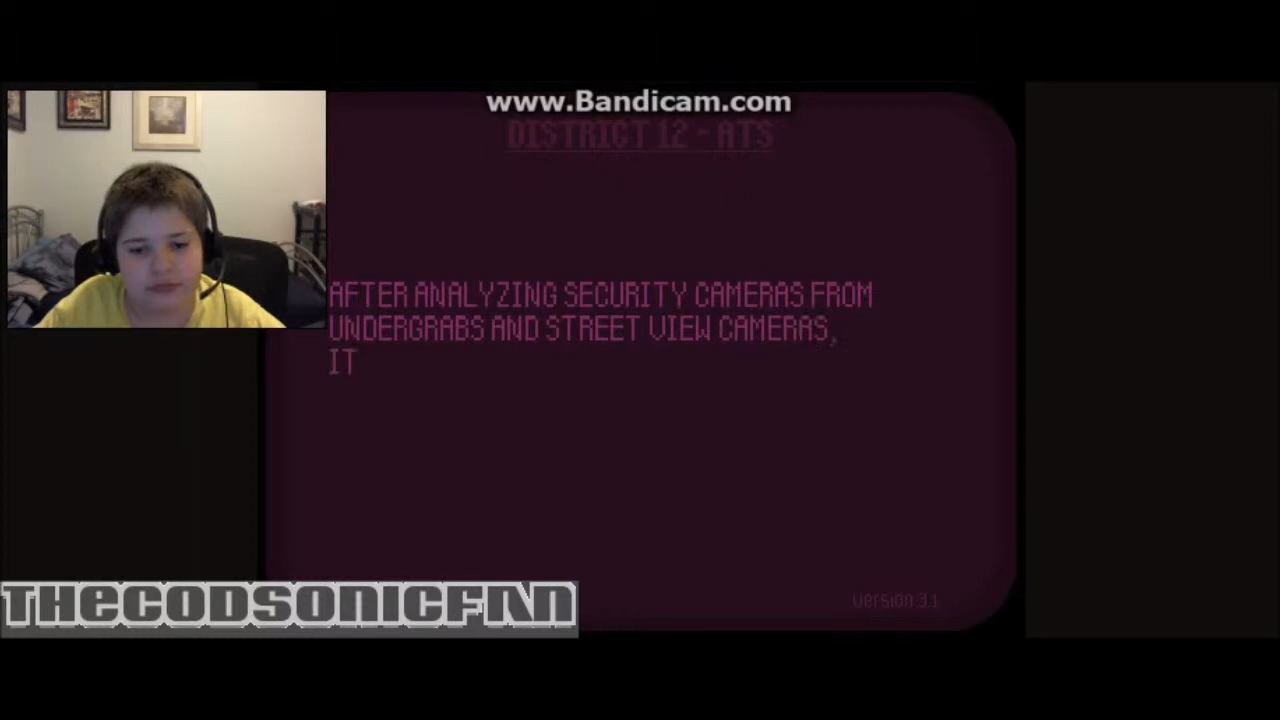 www.Bandicam.com
DISTRICT 12 - ATS
AFTER ANALYZING SECURITY CAMERAS FROM
UNDERGRABS AND STREET VIEW CAMERAS,
IT
THECODSONICFAN
Version 3.1